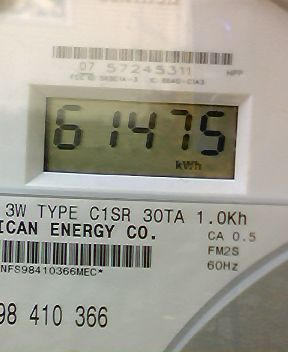 07 57245311 HPP
61475
kWh
3W TYPE C1SR 30TA 1.0Kh
ICAN ENERGY CO.
CA 0.5
FM2S
60Hz
NFS98410366MEC*
98 410 366